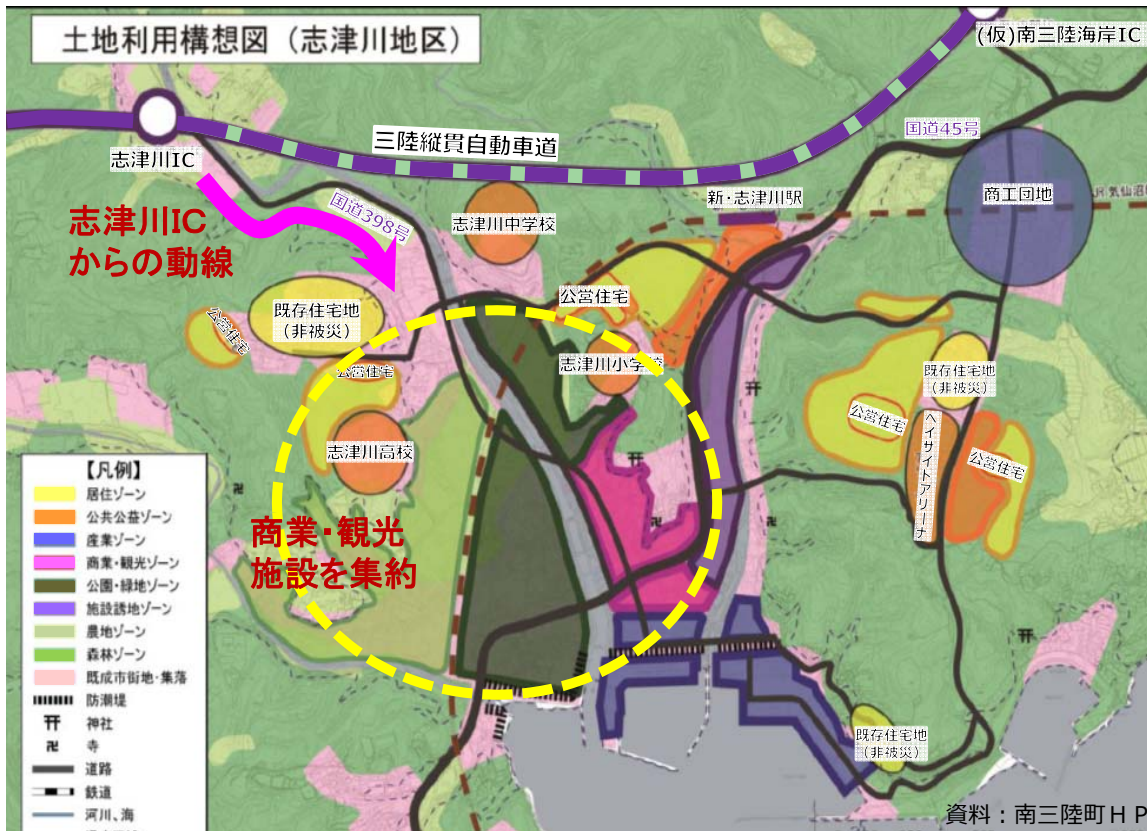 土地利用構想図（志津川地区）
(仮)南三陸海岸IC
国道45号
三陸縦貫自動車道
志津川IC
新・志津川駅
商工団地
志津川IC
からの動線
国道398号
志津川中学校
公営住宅
既存住宅地
（非被災）
公営住宅
公営住宅
志津川小学校
既存住宅地
（非被災）
公営住宅
ベイサイドアリーナ
公営住宅
志津川高校
商業・観光
施設を集約
【凡例】
居住ゾーン
公共公益ゾーン
産業ゾーン
商業・観光ゾーン
公園・緑地ゾーン
施設誘地ゾーン
農地ゾーン
森林ゾーン
既成市街地・集落
防潮堤
神社
寺
道路
鉄道
河川、海
既存住宅地
（非被災）
資料：南三陸町ＨＰ